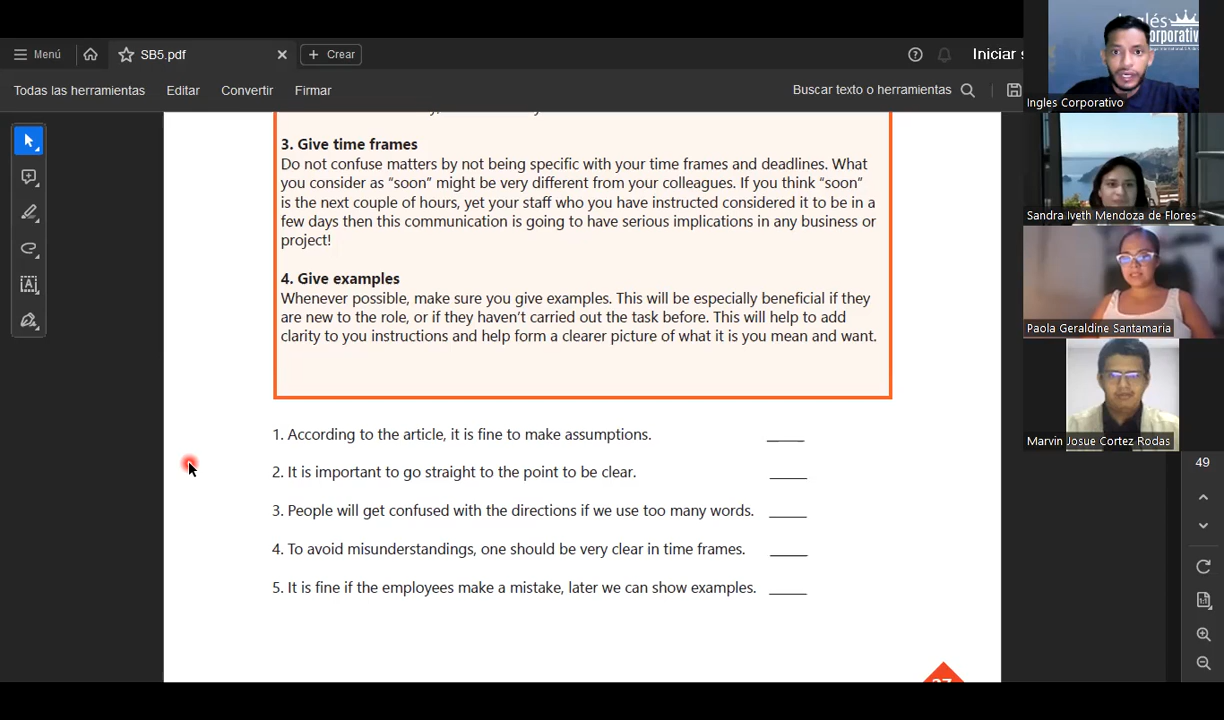 Inglés
Corporativo
Menú
SB5.pdf
Crear
Iniciar s
Todas las herramientas
Editar
Convertir
Firmar
Buscar texto o herramientas
Ingles Corporativo
3. Give time frames
Do not confuse matters by not being specific with your time frames and deadlines. What
you consider as “soon” might be very different from your colleagues. If you think “soon”
is the next couple of hours, yet your staff who you have instructed considered it to be in a
few days then this communication is going to have serious implications in any business or
project!
4. Give examples
Whenever possible, make sure you give examples. This will be especially beneficial if they
are new to the role, or if they haven’t carried out the task before. This will help to add
clarity to you instructions and help form a clearer picture of what it is you mean and want.
1. According to the article, it is fine to make assumptions. _____
2. It is important to go straight to the point to be clear. _____
3. People will get confused with the directions if we use too many words. _____
4. To avoid misunderstandings, one should be very clear in time frames. _____
5. It is fine if the employees make a mistake, later we can show examples. _____
Sandra Iveth Mendoza de Flores
Paola Geraldine Santamaria
Marvin Josue Cortez Rodas
49
1:1